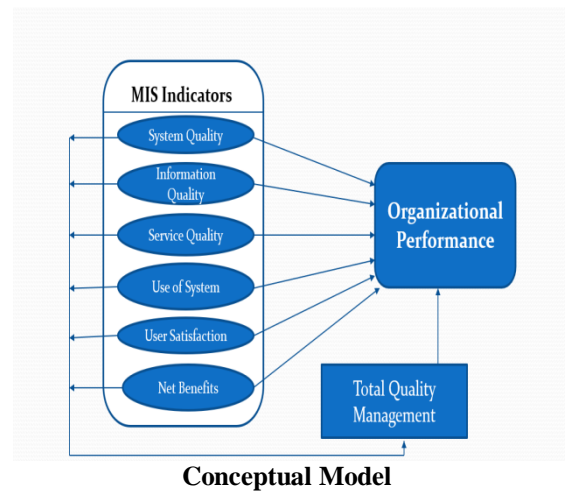 MIS Indicators
System Quality
Information
Quality
Service Quality
Use of System
User Satisfaction
Net Benefits
Organizational
Performance
Total Quality
Management
Conceptual Model